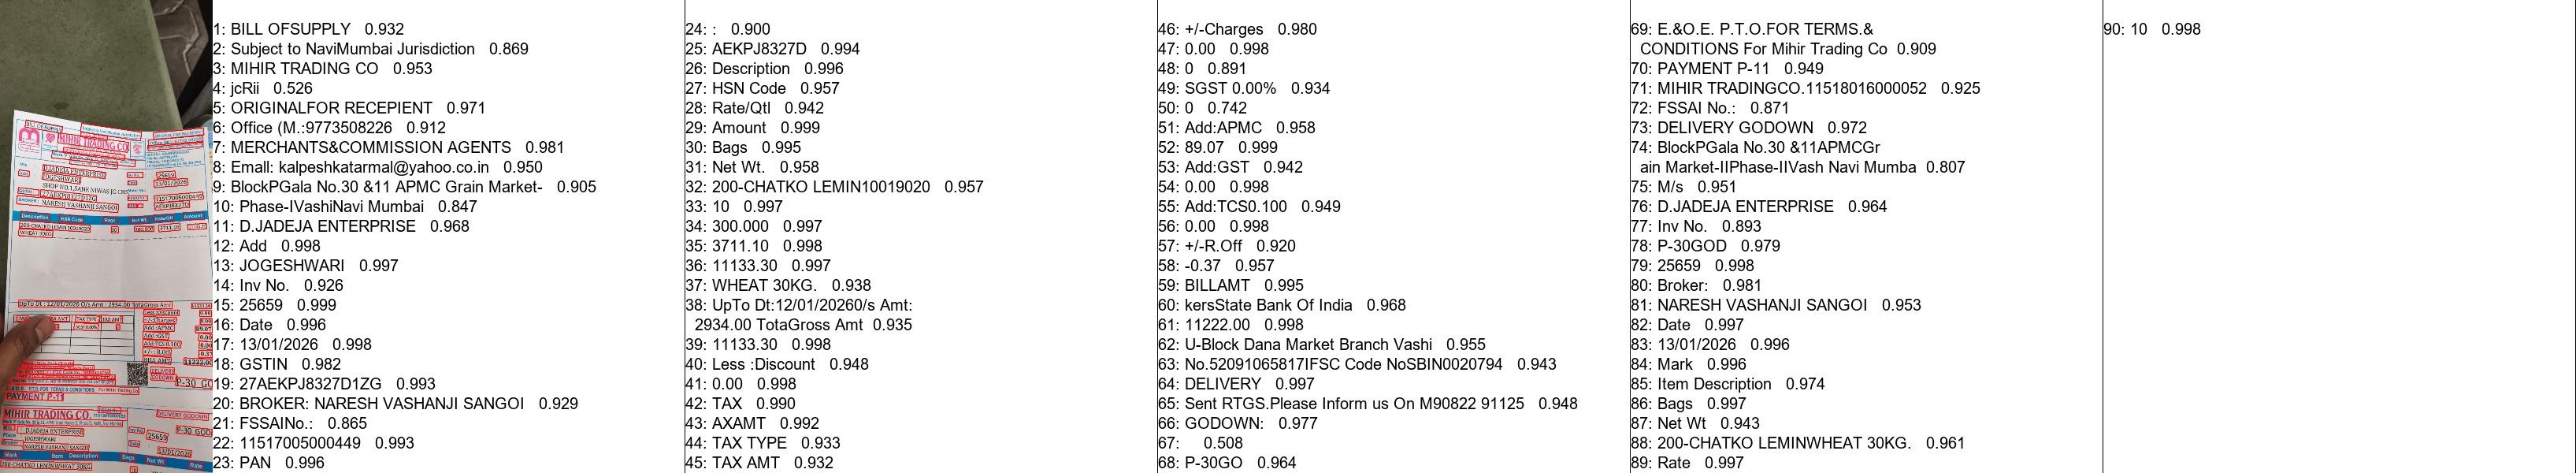 1: BILL OFSUPPLY 0.932
2: Subject to NaviMumbai Jurisdiction 0.869
3: MIHIR TRADING CO 0.953
4: jcRii 0.526
5: ORIGINALFOR RECEPIENT 0.971
6: Office (M.:9773508226 0.912
7: MERCHANTS&COMMISSION AGENTS 0.981
8: Emall: kalpeshkatarmal@yahoo.co.in 0.950
9: BlockPGala No.30 &11 APMC Grain Market- 0.905
10: Phase-IVashiNavi Mumbai 0.847
11: D.JADEJA ENTERPRISE 0.968
12: Add 0.998
13: JOGESHWARI 0.997
14: Inv No. 0.926
15: 25659 0.999
16: Date 0.996
17: 13/01/2026 0.998
18: GSTIN 0.982
19: 27AEKPJ8327D1ZG 0.993
20: BROKER: NARESH VASHANJI SANGOI 0.929
21: FSSAINo.: 0.865
22: 11517005000449 0.993
23: PAN 0.996
24: : 0.900
25: AEKPJ8327D 0.994
26: Description 0.996
27: HSN Code 0.957
28: Rate/Qtl 0.942
29: Amount 0.999
30: Bags 0.995
31: Net Wt. 0.958
32: 200-CHATKO LEMIN10019020 0.957
33: 10 0.997
34: 300.000 0.997
35: 3711.10 0.998
36: 11133.30 0.997
37: WHEAT 30KG. 0.938
38: UpTo Dt:12/01/20260/s Amt:
2934.00 TotaGross Amt 0.935
39: 11133.30 0.998
40: Less :Discount 0.948
41: 0.00 0.998
42: TAX 0.990
43: AXAMT 0.992
44: TAX TYPE 0.933
45: TAX AMT 0.932
46: +/-Charges 0.980
47: 0.00 0.998
48: 0 0.891
49: SGST 0.00% 0.934
50: 0 0.742
51: Add:APMC 0.958
52: 89.07 0.999
53: Add:GST 0.942
54: 0.00 0.998
55: Add:TCS0.100 0.949
56: 0.00 0.998
57: +/-R.Off 0.920
58: -0.37 0.957
59: BILLAMT 0.995
60: kersState Bank Of India 0.968
61: 11222.00 0.998
62: U-Block Dana Market Branch Vashi 0.955
63: No.520910658​17IFSC Code NoSBIN0020794 0.943
64: DELIVERY 0.997
65: Sent RTGS.Please Inform us On M90822 91125 0.948
66: GODOWN: 0.977
67: 0.508
68: P-30GO 0.964
69: E.&O.E. P.T.O.FOR TERMS.&
CONDITIONS For Mihir Trading Co 0.909
70: PAYMENT P-11 0.949
71: MIHIR TRADINGCO.11518016000052 0.925
72: FSSAI No.: 0.871
73: DELIVERY GODOWN 0.972
74: BlockPGala No.30 &11APMCGr
ain Market-IIPhase-IIVash Navi Mumba 0.807
75: M/s 0.951
76: D.JADEJA ENTERPRISE 0.964
77: Inv No. 0.893
78: P-30GOD 0.979
79: 25659 0.998
80: Broker: 0.981
81: NARESH VASHANJI SANGOI 0.953
82: Date 0.997
83: 13/01/2026 0.996
84: Mark 0.996
85: Item Description 0.974
86: Bags 0.997
87: Net Wt 0.943
88: 200-CHATKO LEMINWHEAT 30KG. 0.961
89: Rate 0.997
90: 10 0.998